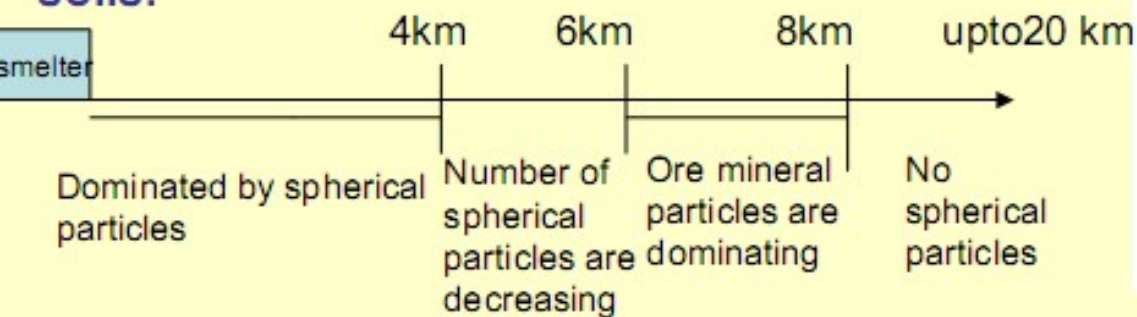 4km 6km 8km upto20 km
smelter
Dominated by spherical
particles
Number of
spherical
particles are
decreasing
Ore mineral
particles are
dominating
No
spherical
particles